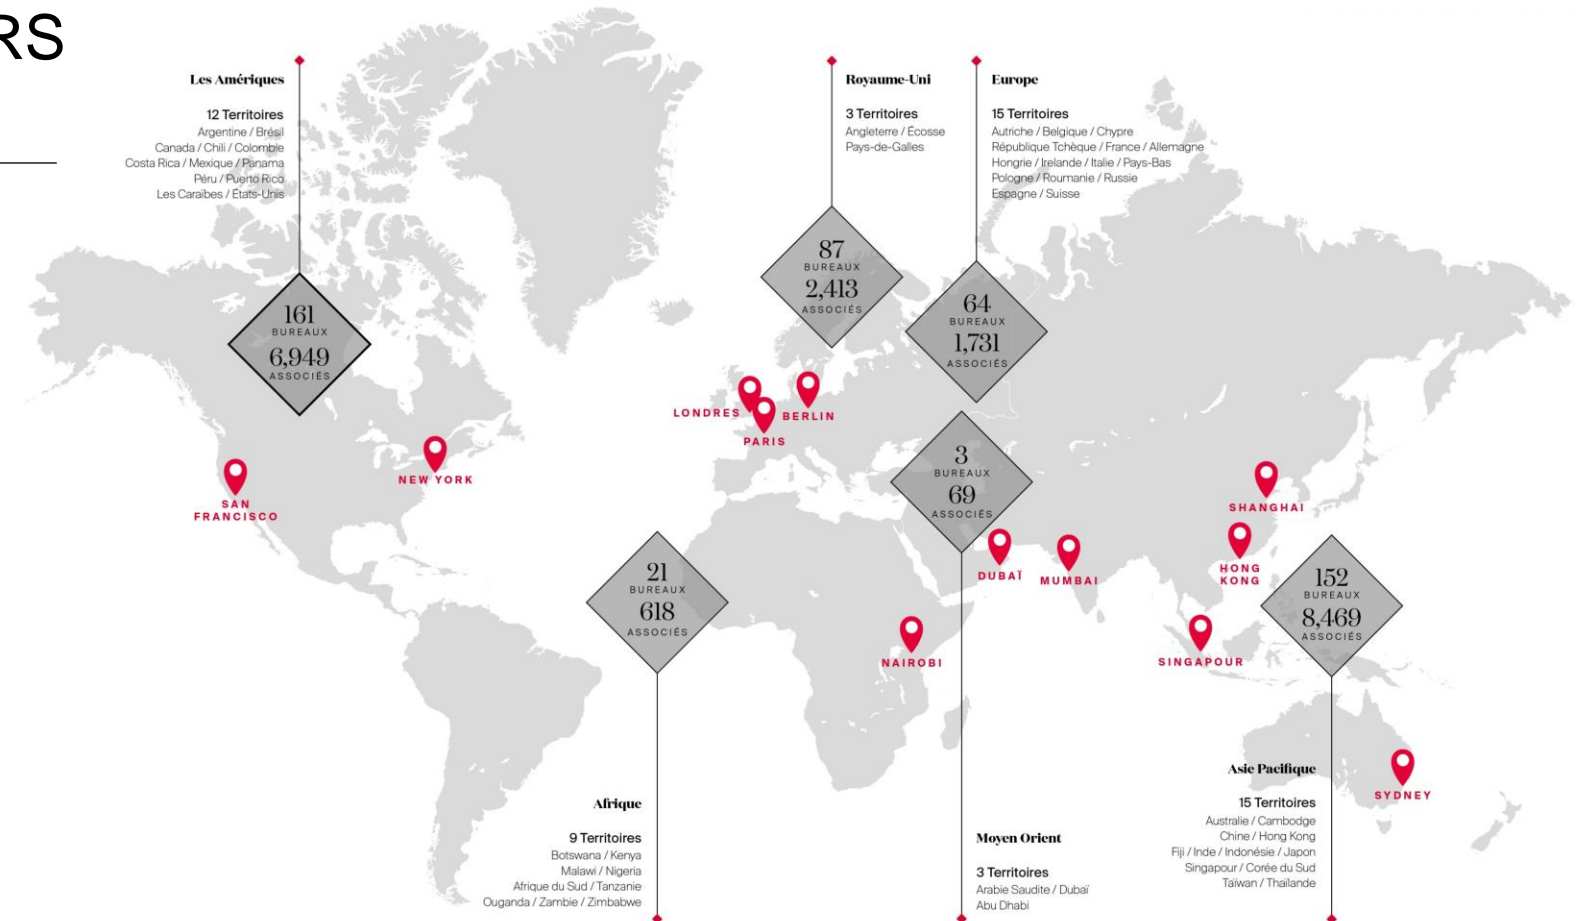 RS
Les Amériques
12 Territoires
Argentine / Brésil
Canada / Chili / Colombie
Costa Rica / Mexique / Panama
Péru / Puerto Rico
Les Caraïbes / États-Unis
Royaume-Uni
3 Territoires
Angleterre / Écosse
Pays-de-Galles
Europe
15 Territoires
Autriche / Belgique / Chypre
République Tchèque / France / Allemagne
Hongrie / Irelande / Italie / Pays-Bas
Pologne / Roumanie / Russie
Espagne / Suisse
161
BUREAUX
6,949
ASSOCIÉS
87
BUREAUX
2,413
ASSOCIÉS
64
BUREAUX
1,731
ASSOCIÉS
LONDRES
PARIS
BERLIN
NEW YORK
SAN
FRANCISCO
3
BUREAUX
69
ASSOCIÉS
SHANGHAI
HONG
KONG
DUBAÏ
MUMBAI
21
BUREAUX
618
ASSOCIÉS
152
BUREAUX
8,469
ASSOCIÉS
NAIROBI
SINGAPOUR
SYDNEY
Afrique
9 Territoires
Botswana / Kenya
Malawi / Nigeria
Afrique du Sud / Tanzanie
Ouganda / Zambie / Zimbabwe
Moyen Orient
3 Territoires
Arabie Saudite / Dubaï
Abu Dhabi
Asie Pacifique
15 Territoires
Australie / Cambodge
Chine / Hong Kong
Fiji / Inde / Indonésie / Japon
Singapour / Corée du Sud
Taïwan / Thaïlande